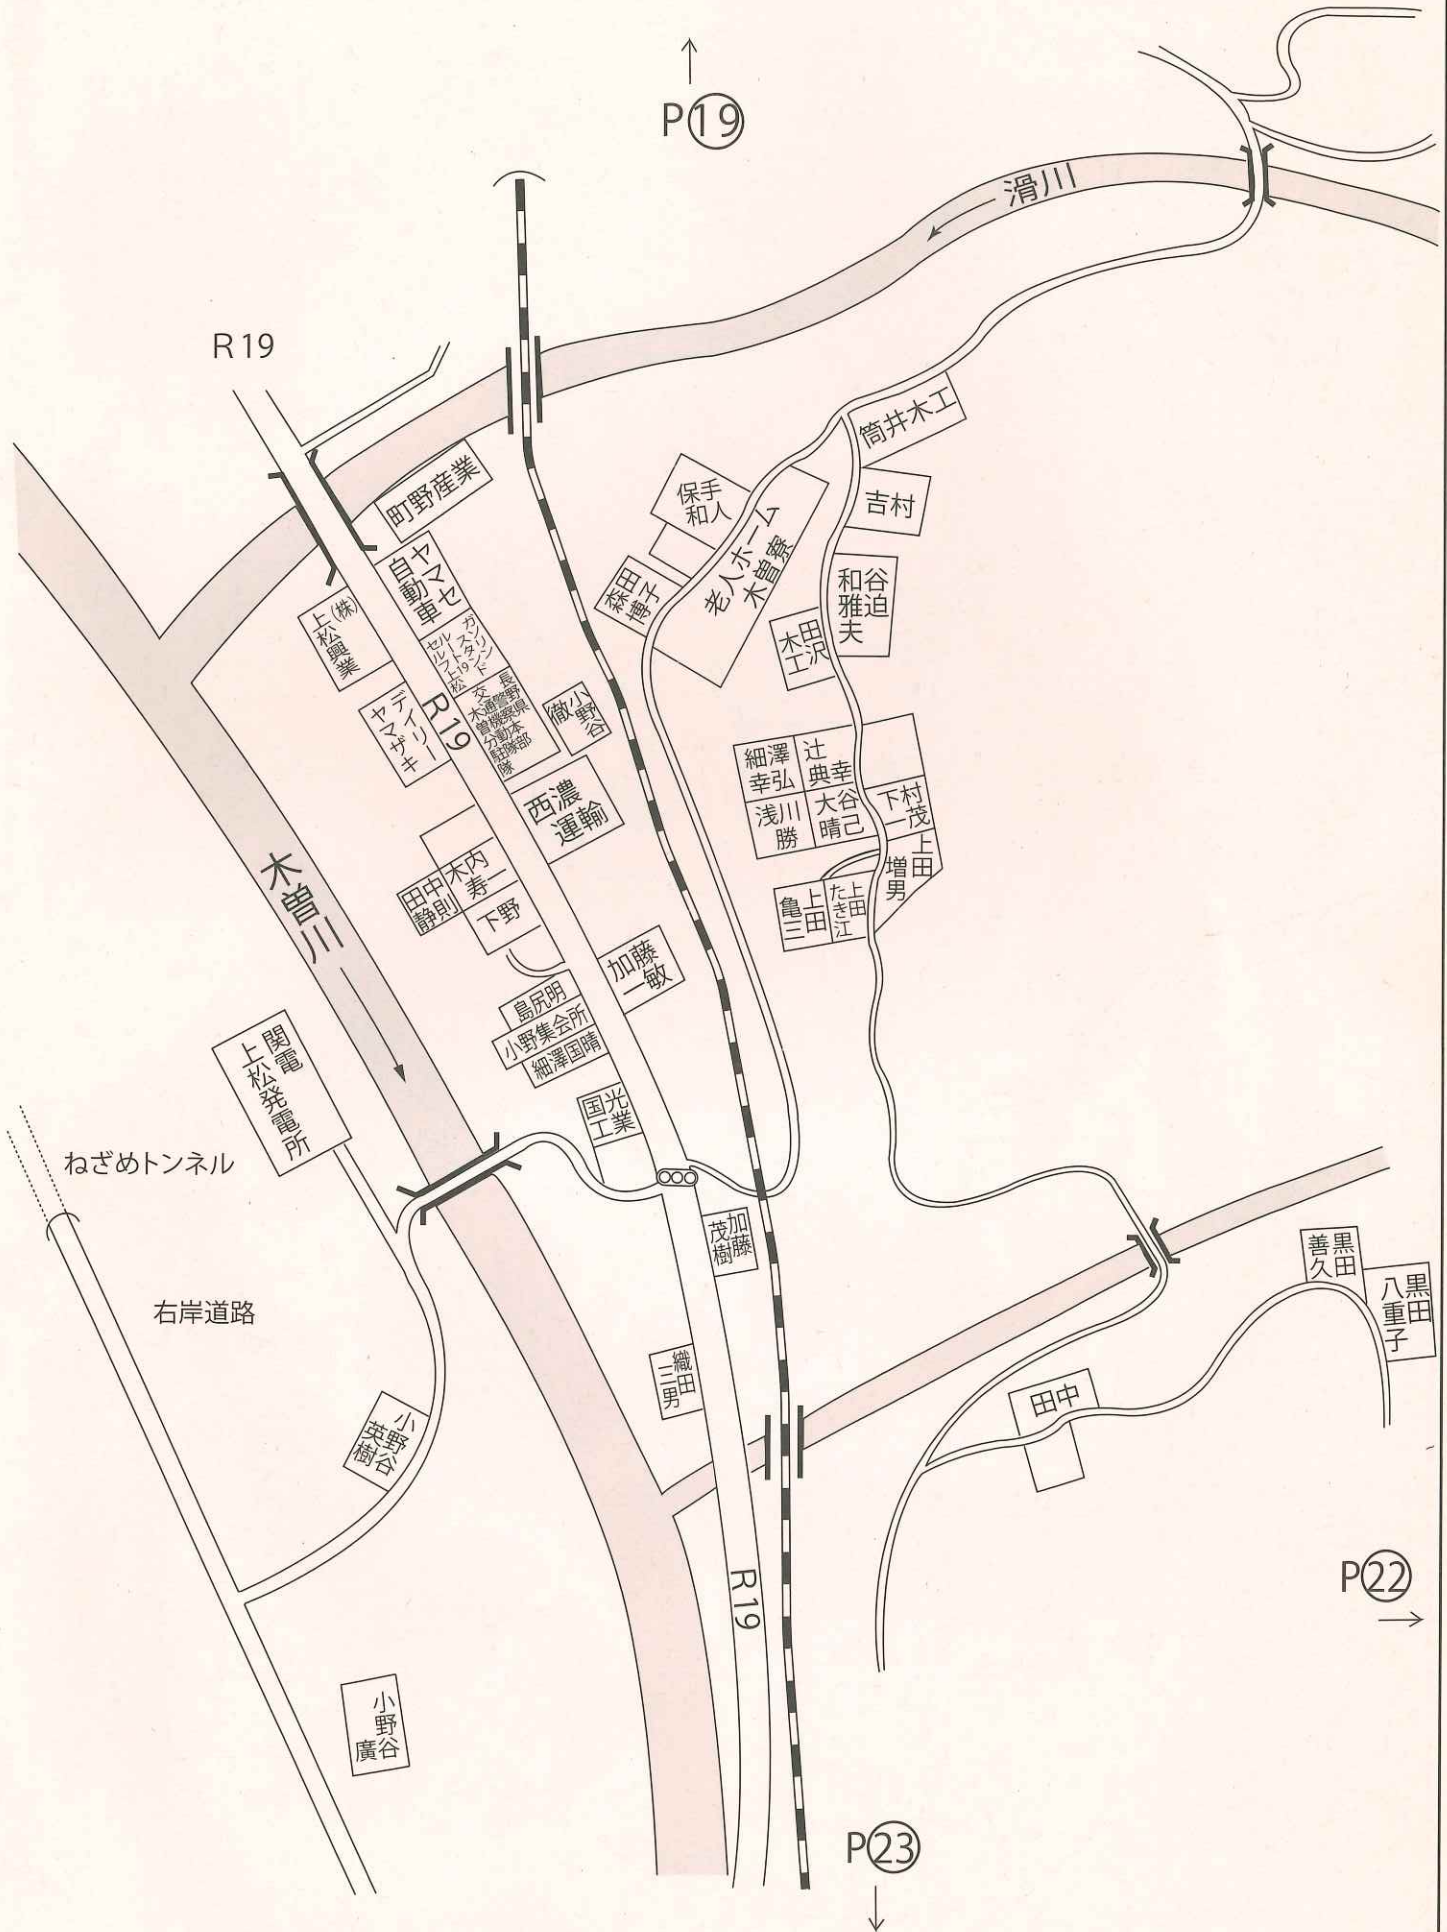 P19
滑川
R19
筒井木工
町野産業
保手
和人
吉村
老人ホーム
木曽寮
ヤマセ
自動車
森田
博子
谷迫
和雅夫
(株)
上松興業
ガソリンスタンド
セルフ上松
ルート19
田沢
木工
長野県警察本部
交通機動隊
木曽分駐隊
R19
小野谷
徹
デイリー
ヤマザキ
細澤
幸弘
辻
典幸
西濃
運輸
浅川
勝
大谷
晴己
下村
一茂
上田
増男
木曽川
木内
寿一
田中
静則
下野
上田
亀三
上田
たき江
加藤
一敏
島尻明
小野集会所
細澤国晴
関電
上松発電所
国光
工業
ねざめトンネル
加藤
茂樹
黒田
善久
黒田
八重子
右岸道路
織田
三男
田中
小野谷
英樹
P22
R19
小野谷
廣
P23